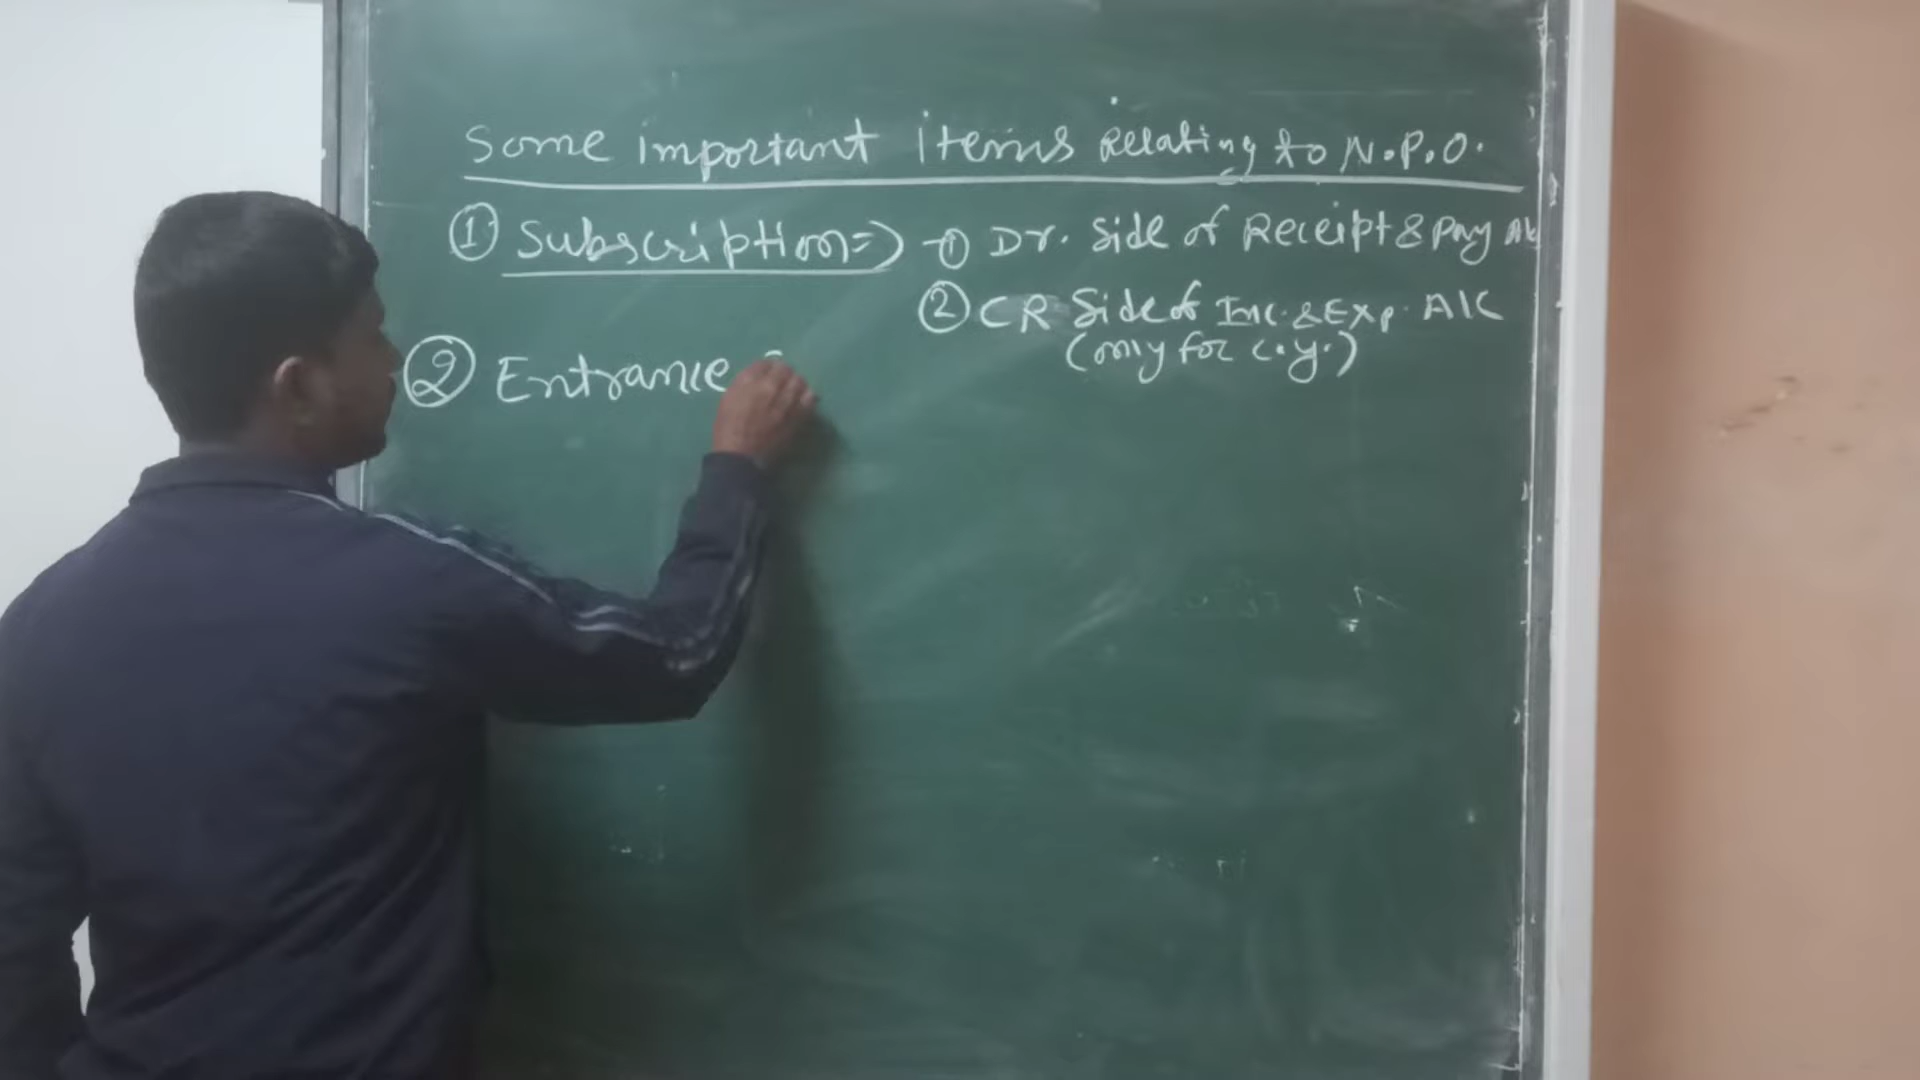 Some important items Relating to N.P.O.
① Subscription => ① Dr. Side of Receipt & Pay A/c
② CR Side of Inc. & Exp. A/C
(only for c.y.)
② Entrance